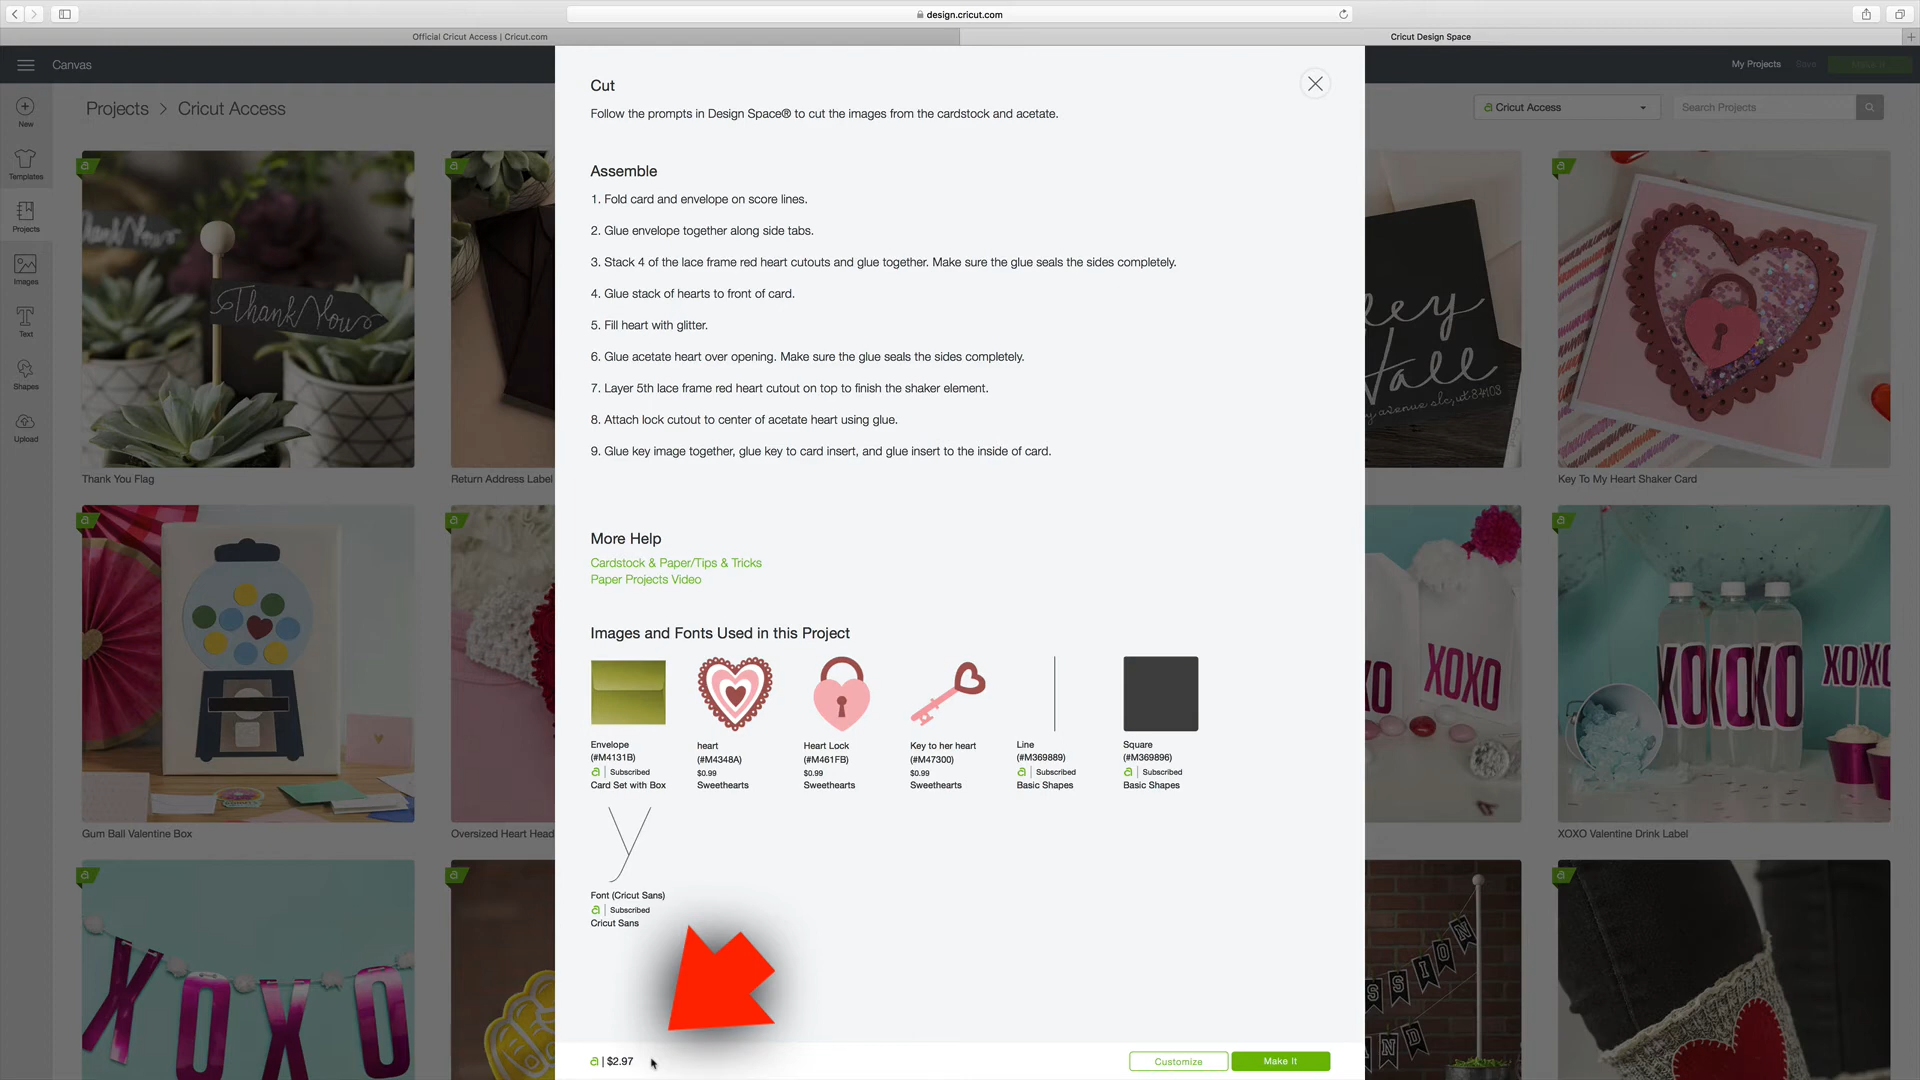 design.cricut.com
Official Cricut Access | Cricut.com
Cricut Design Space
Canvas
My Projects
Save
Projects > Cricut Access
Cricut Access
Search Projects
New
Templates
Projects
Images
Text
Shapes
Upload
Cut
Follow the prompts in Design Space® to cut the images from the cardstock and acetate.
Assemble
1. Fold card and envelope on score lines.
2. Glue envelope together along side tabs.
3. Stack 4 of the lace frame red heart cutouts and glue together. Make sure the glue seals the sides completely.
4. Glue stack of hearts to front of card.
5. Fill heart with glitter.
6. Glue acetate heart over opening. Make sure the glue seals the sides completely.
7. Layer 5th lace frame red heart cutout on top to finish the shaker element.
8. Attach lock cutout to center of acetate heart using glue.
9. Glue key image together, glue key to card insert, and glue insert to the inside of card.
More Help
Cardstock & Paper/Tips & Tricks
Paper Projects Video
Images and Fonts Used in this Project
Envelope
(#M4131B)
a | Subscribed
Card Set with Box
heart
(#M4348A)
$0.99
Sweethearts
Heart Lock
(#M461FB)
$0.99
Sweethearts
Key to her heart
(#M47300)
$0.99
Sweethearts
Line
(#M369889)
a | Subscribed
Basic Shapes
Square
(#M369896)
a | Subscribed
Basic Shapes
y
Font (Cricut Sans)
a | Subscribed
Cricut Sans
a | $2.97
Customize
Make It
Thank You
Thank You Flag
Return Address Label
Key To My Heart Shaker Card
Gum Ball Valentine Box
Oversized Heart Head
XOXO
XOXO
XOXO Valentine Drink Label
XOXO